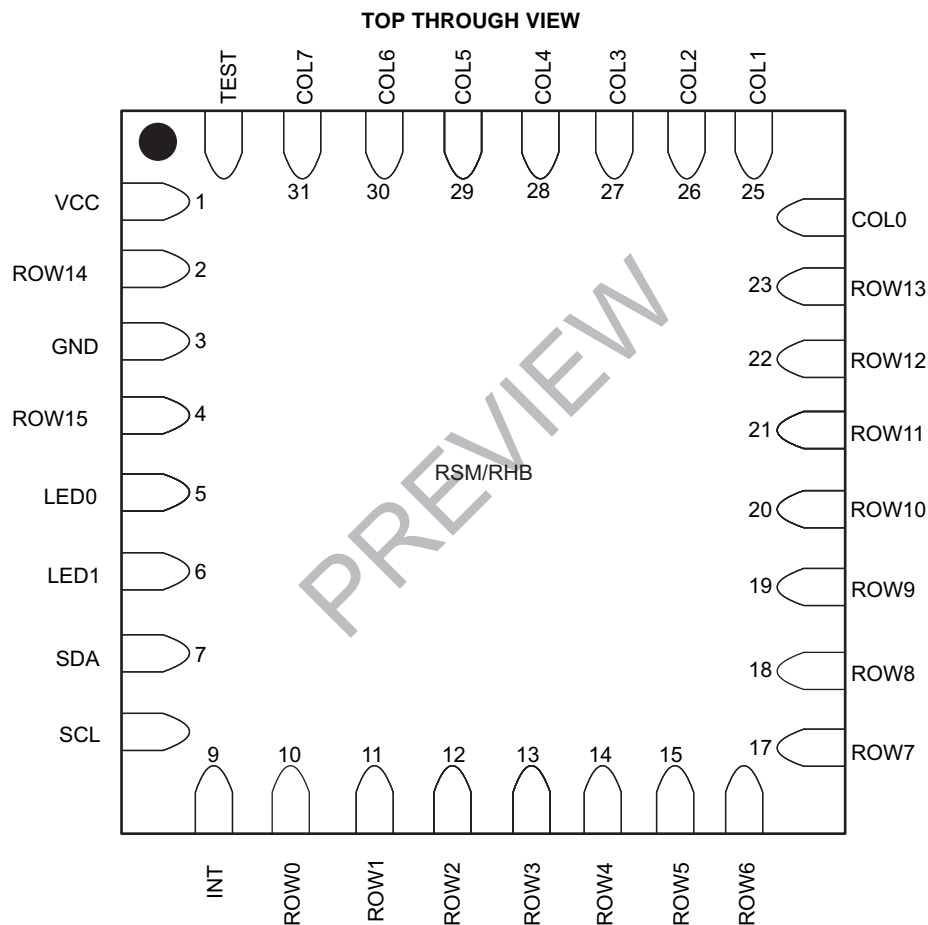 TOP THROUGH VIEW
TEST
COL7
COL6
COL5
COL4
COL3
COL2
COL1
31
30
29
28
27
26
25
VCC
1
COL0
ROW14
2
23
ROW13
GND
3
22
ROW12
ROW15
4
21
ROW11
RSM/RHB
PREVIEW
LED0
5
20
ROW10
LED1
6
19
ROW9
SDA
7
18
ROW8
SCL
17
ROW7
9
10
11
12
13
14
15
INT
ROW0
ROW1
ROW2
ROW3
ROW4
ROW5
ROW6